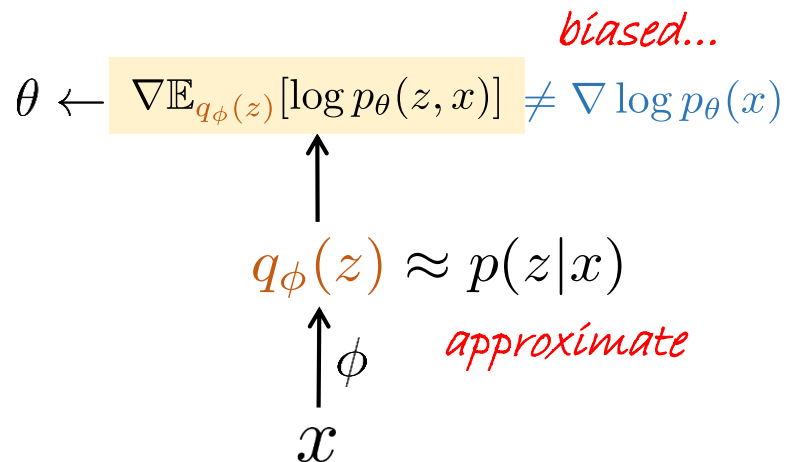 biased...
θ ← ∇𝔼_{q_ϕ(z)}[log p_θ(z, x)] ≠ ∇ log p_θ(x)
q_ϕ(z) ≈ p(z|x)
approximate
ϕ
x